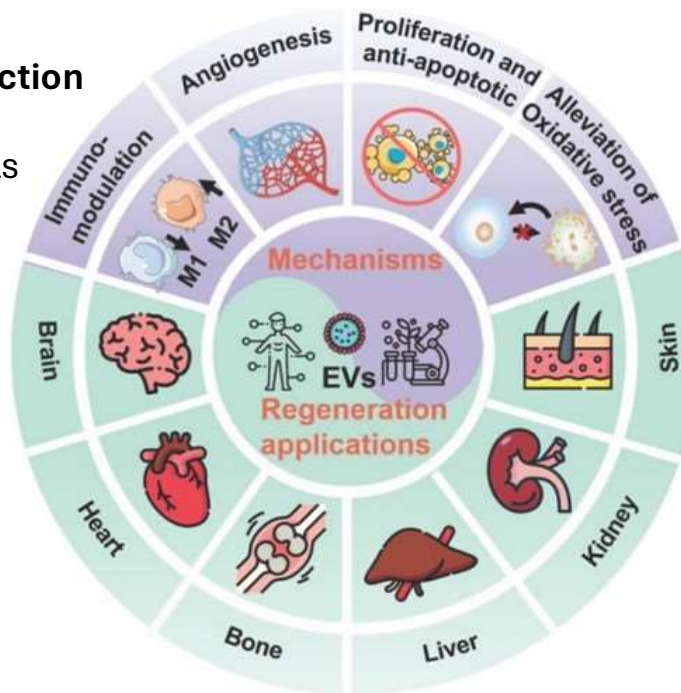 ction
s
Angiogenesis
Proliferation and
anti-apoptotic
Alleviation of
Oxidative stress
Immuno-
modulation
M1
M2
Mechanisms
EVs
Regeneration
applications
Brain
Skin
Heart
Kidney
Bone
Liver